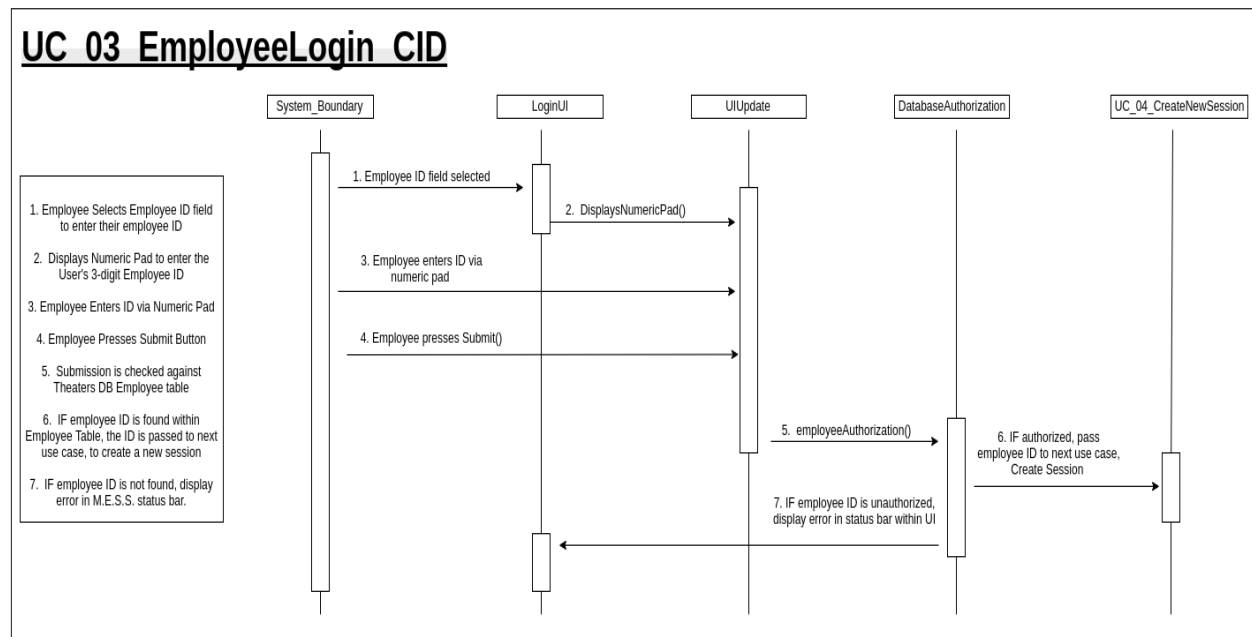 UC_03_EmployeeLogin_CID
System_Boundary
LoginUI
UIUpdate
DatabaseAuthorization
UC_04_CreateNewSession
1. Employee Selects Employee ID field
to enter their employee ID
2. Displays Numeric Pad to enter the
User's 3-digit Employee ID
3. Employee Enters ID via Numeric Pad
4. Employee Presses Submit Button
5. Submission is checked against
Theaters DB Employee table
6. IF employee ID is found within
Employee Table, the ID is passed to next
use case, to create a new session
7. IF employee ID is not found, display
error in M.E.S.S. status bar.
1. Employee ID field selected
2. DisplaysNumericPad()
3. Employee enters ID via
numeric pad
4. Employee presses Submit()
5. employeeAuthorization()
6. IF authorized, pass
employee ID to next use case,
Create Session
7. IF employee ID is unauthorized,
display error in status bar within UI